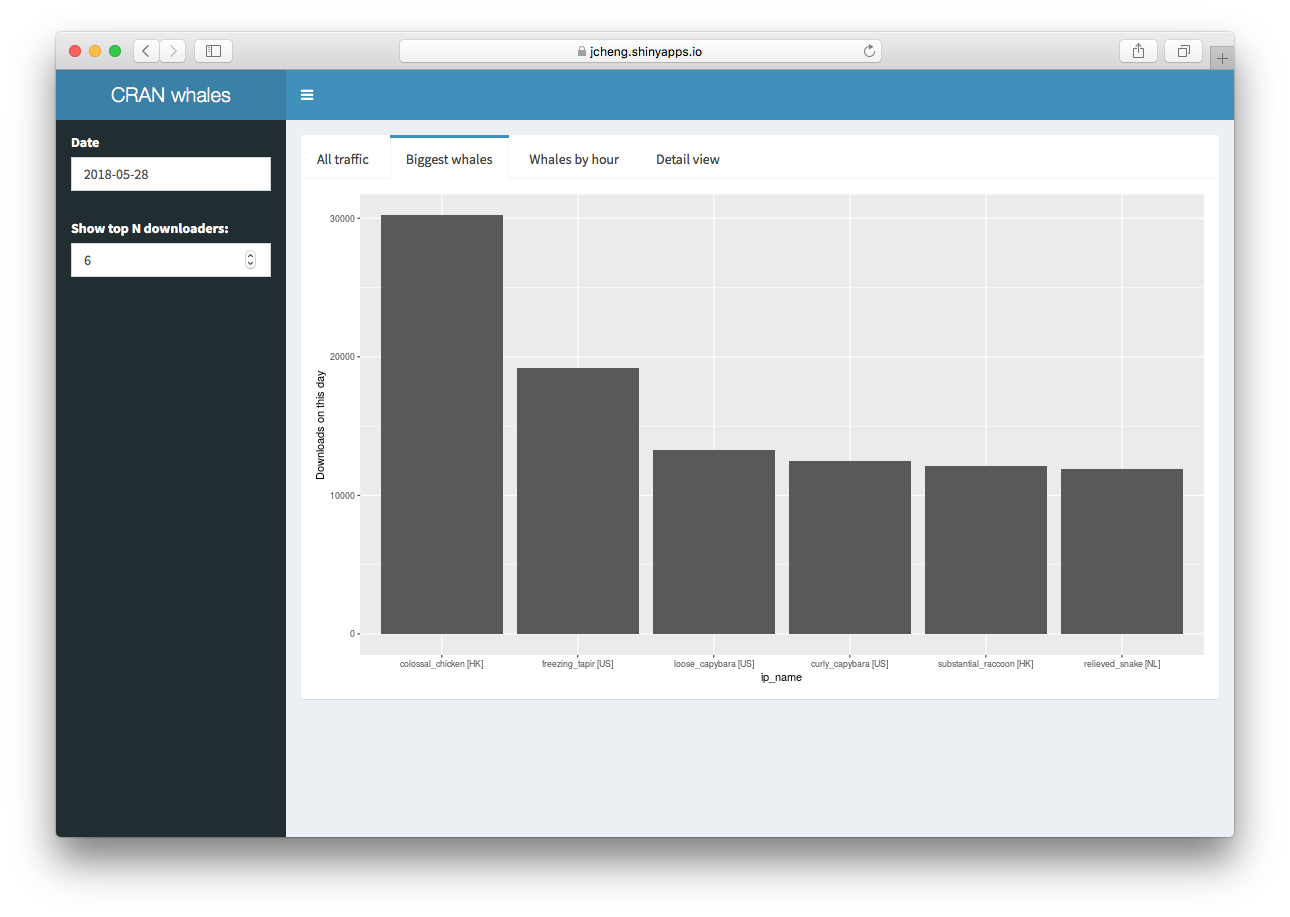 jcheng.shinyapps.io
CRAN whales
Date
2018-05-28
Show top N downloaders:
6
All traffic
Biggest whales
Whales by hour
Detail view
Downloads on this day
30000
20000
10000
0
colossal_chicken [HK]
freezing_tapir [US]
loose_capybara [US]
curly_capybara [US]
substantial_raccoon [HK]
relieved_snake [NL]
ip_name